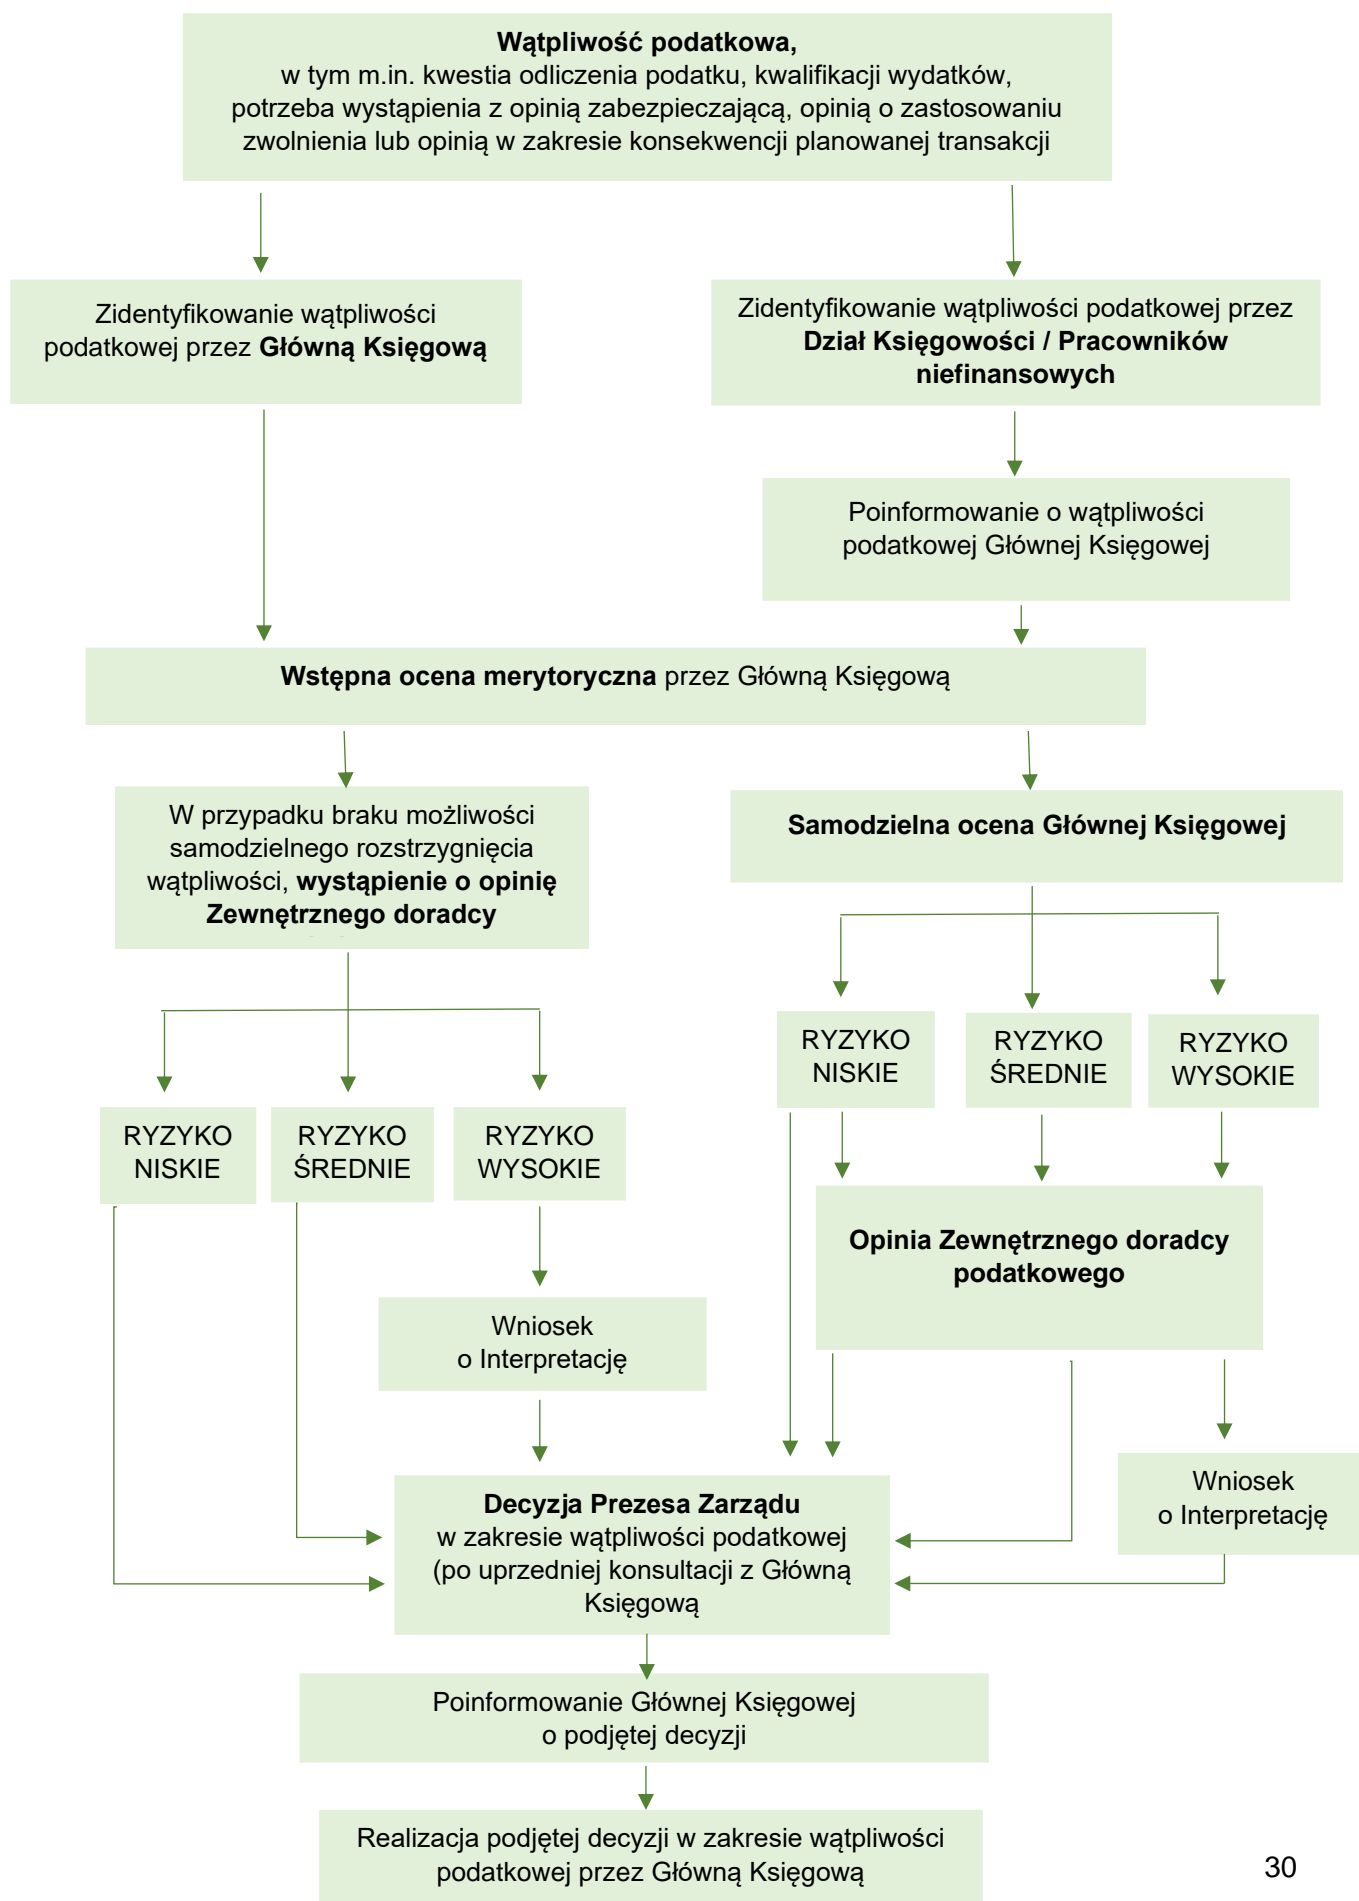 Wątpliwość podatkowa,
w tym m.in. kwestia odliczenia podatku, kwalifikacji wydatków,
potrzeba wystąpienia z opinią zabezpieczającą, opinią o zastosowaniu
zwolnienia lub opinią w zakresie konsekwencji planowanej transakcji
Zidentyfikowanie wątpliwości
podatkowej przez Główną Księgową
Zidentyfikowanie wątpliwości podatkowej przez
Dział Księgowości / Pracowników
niefinansowych
Poinformowanie o wątpliwości
podatkowej Głównej Księgowej
Wstępna ocena merytoryczna przez Główną Księgową
W przypadku braku możliwości
samodzielnego rozstrzygnięcia
wątpliwości, wystąpienie o opinię
Zewnętrznego doradcy
Samodzielna ocena Głównej Księgowej
RYZYKO
NISKIE
RYZYKO
ŚREDNIE
RYZYKO
WYSOKIE
RYZYKO
NISKIE
RYZYKO
ŚREDNIE
RYZYKO
WYSOKIE
Opinia Zewnętrznego doradcy
podatkowego
Wniosek
o Interpretację
Wniosek
o Interpretację
Decyzja Prezesa Zarządu
w zakresie wątpliwości podatkowej
(po uprzedniej konsultacji z Główną
Księgową
Poinformowanie Głównej Księgowej
o podjętej decyzji
Realizacja podjętej decyzji w zakresie wątpliwości
podatkowej przez Główną Księgową
30